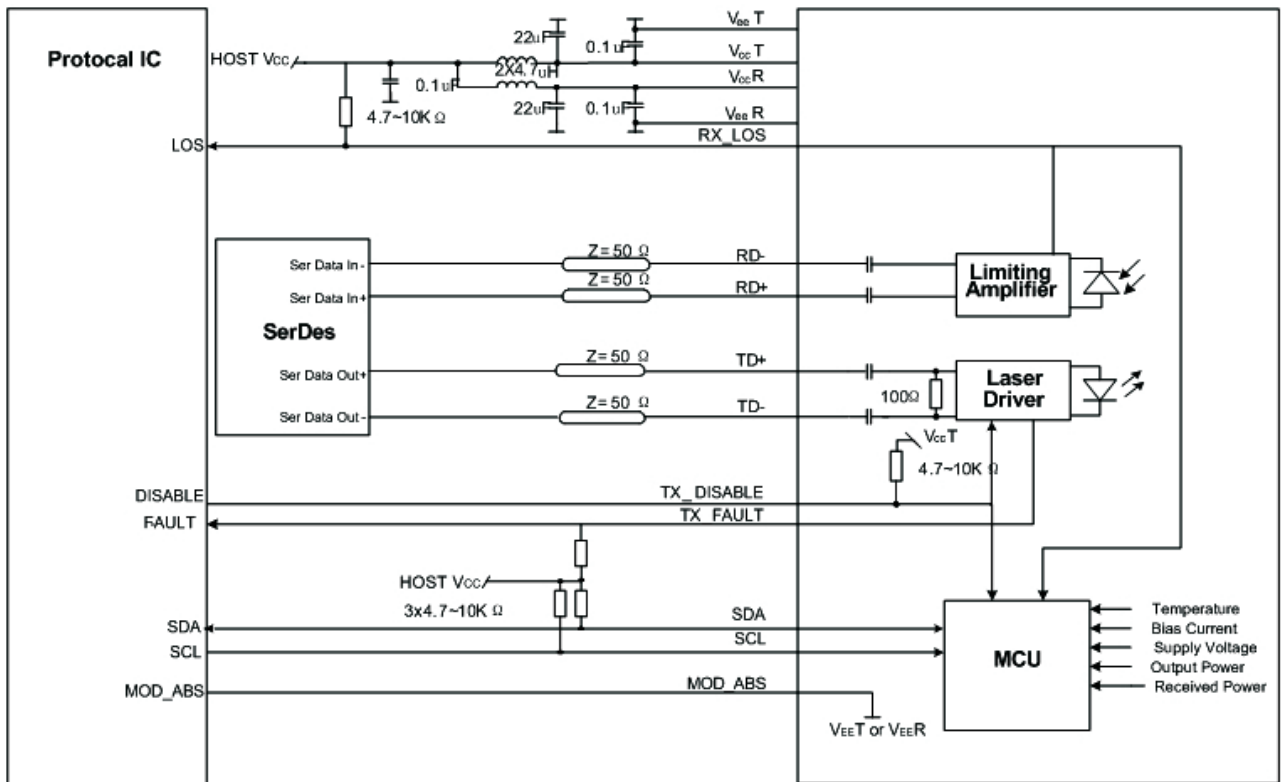 Protocal IC
HOST VCC
22uF
0.1uF
Vee T
Vcc T
2X4.7uH
Vcc R
0.1uF
22uF
0.1uF
4.7~10K Ω
Vee R
LOS
RX_LOS
Ser Data In-
Z=50 Ω
RD-
Ser Data In+
Z=50 Ω
RD+
Limiting
Amplifier
SerDes
Ser Data Out+
Z=50 Ω
TD+
Ser Data Out-
Z=50 Ω
TD-
100Ω
Laser
Driver
VccT
4.7~10K Ω
DISABLE
TX_DISABLE
FAULT
TX FAULT
HOST VCC
3x4.7~10K Ω
SDA
SDA
SCL
SCL
MOD_ABS
MOD_ABS
VEET or VEER
MCU
Temperature
Bias Current
Supply Voltage
Output Power
Received Power